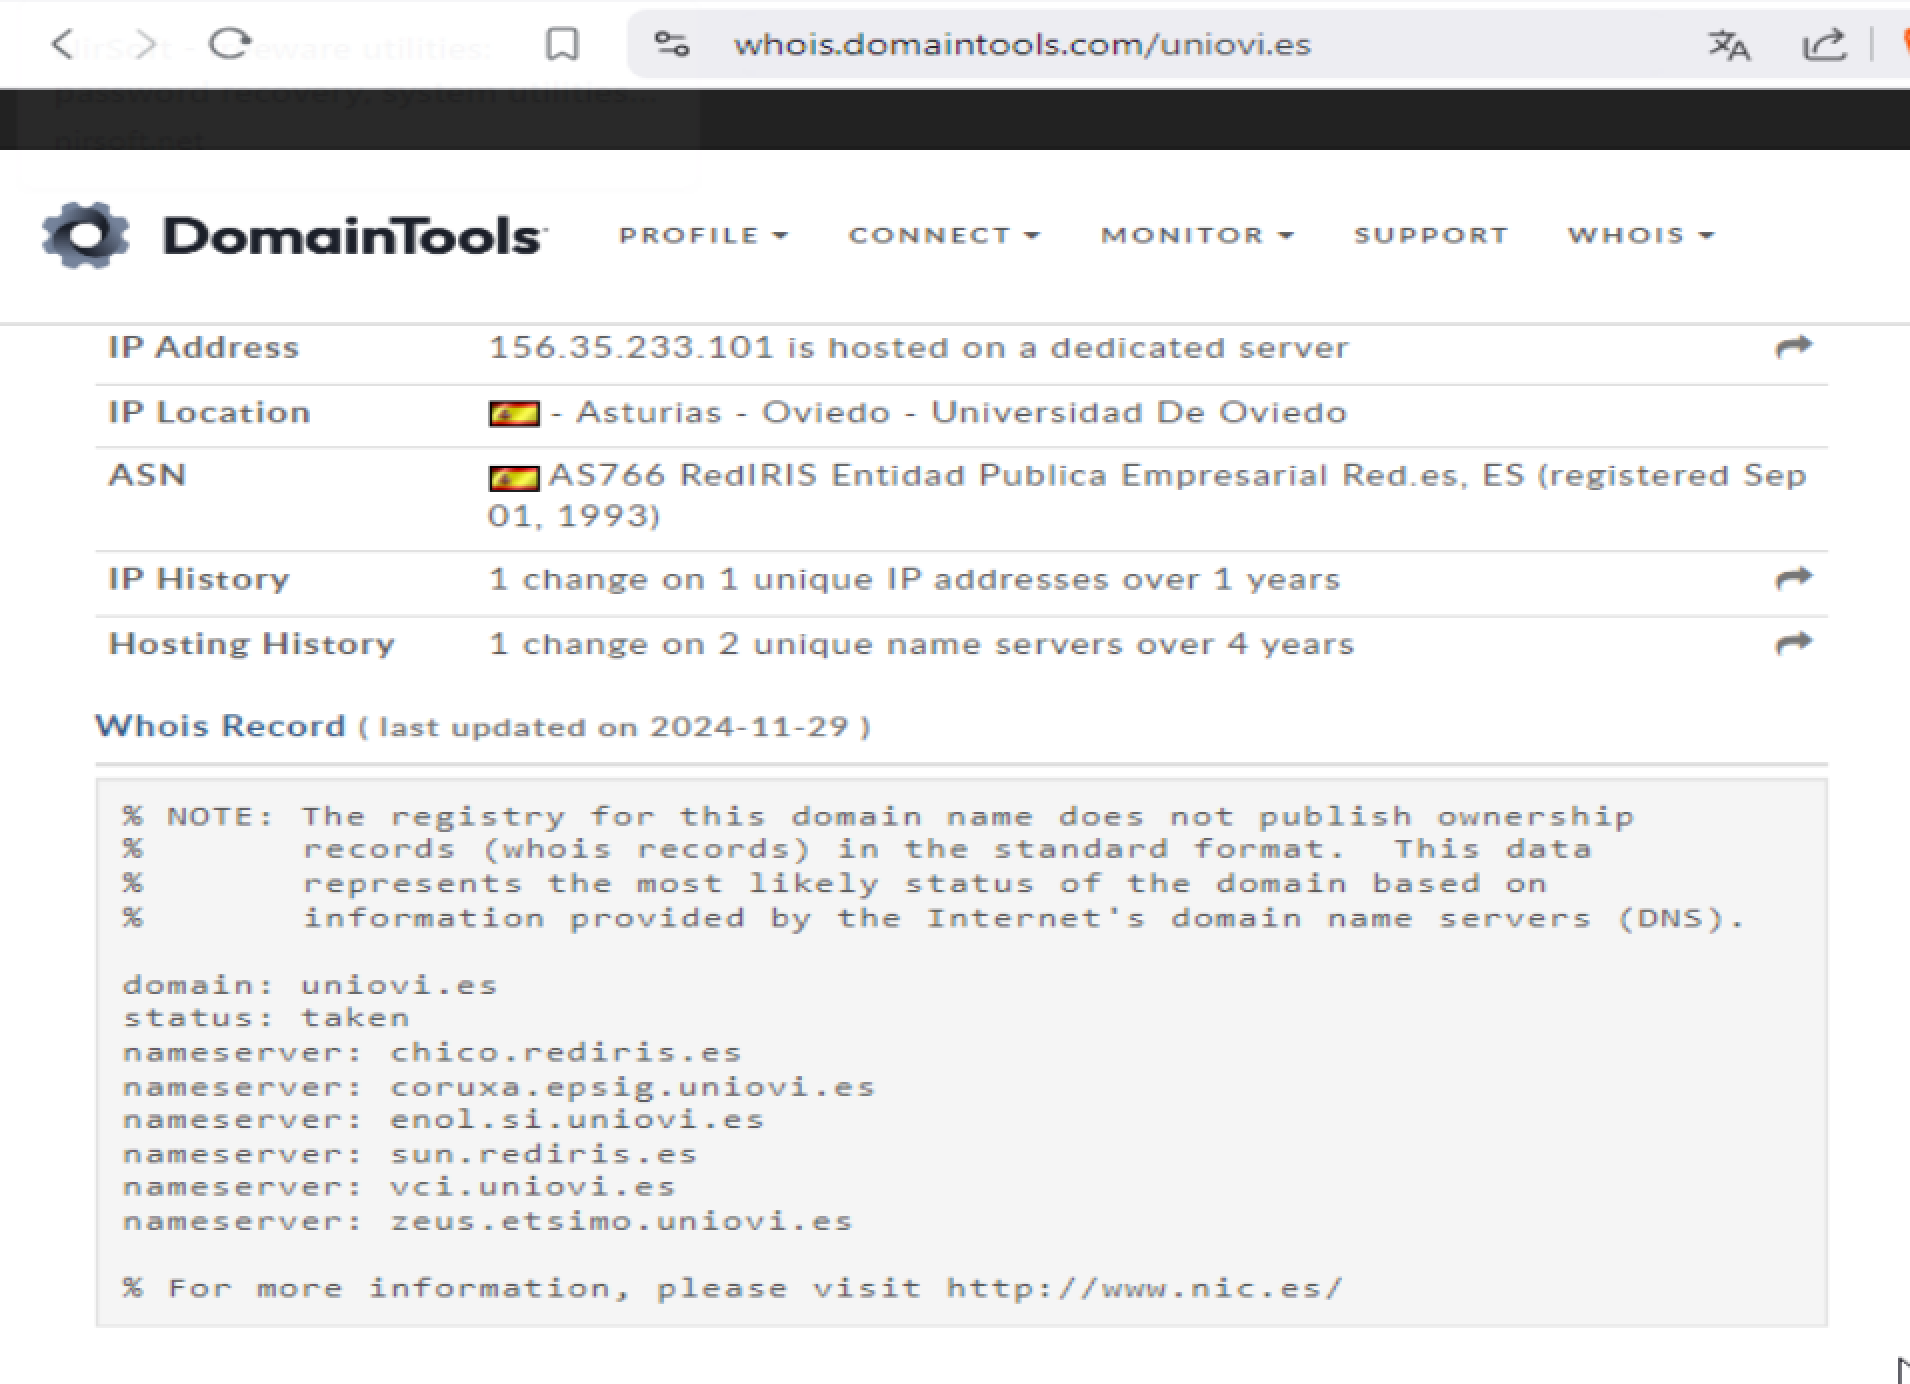 whois.domaintools.com/uniovi.es
password recovery, system utilities...
nirsoft.net
DomainTools PROFILE CONNECT MONITOR SUPPORT WHOIS
IP Address 156.35.233.101 is hosted on a dedicated server
IP Location - Asturias - Oviedo - Universidad De Oviedo
ASN AS766 RedIRIS Entidad Publica Empresarial Red.es, ES (registered Sep
01, 1993)
IP History 1 change on 1 unique IP addresses over 1 years
Hosting History 1 change on 2 unique name servers over 4 years
Whois Record ( last updated on 2024-11-29 )
% NOTE: The registry for this domain name does not publish ownership
% records (whois records) in the standard format.  This data
% represents the most likely status of the domain based on
% information provided by the Internet's domain name servers (DNS).
domain: uniovi.es
status: taken
nameserver: chico.rediris.es
nameserver: coruxa.epsig.uniovi.es
nameserver: enol.si.uniovi.es
nameserver: sun.rediris.es
nameserver: vci.uniovi.es
nameserver: zeus.etsimo.uniovi.es
% For more information, please visit http://www.nic.es/